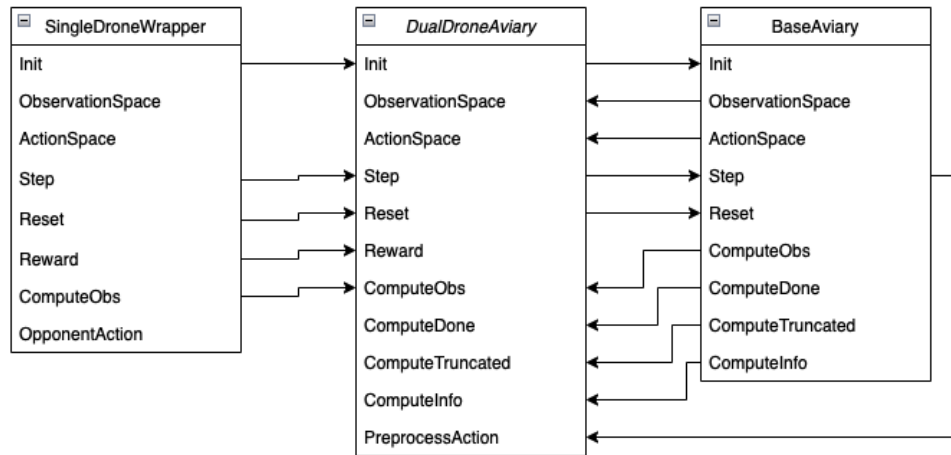 SingleDroneWrapper
Init
ObservationSpace
ActionSpace
Step
Reset
Reward
ComputeObs
OpponentAction
DualDroneAviary
Init
ObservationSpace
ActionSpace
Step
Reset
Reward
ComputeObs
ComputeDone
ComputeTruncated
ComputeInfo
PreprocessAction
BaseAviary
Init
ObservationSpace
ActionSpace
Step
Reset
ComputeObs
ComputeDone
ComputeTruncated
ComputeInfo